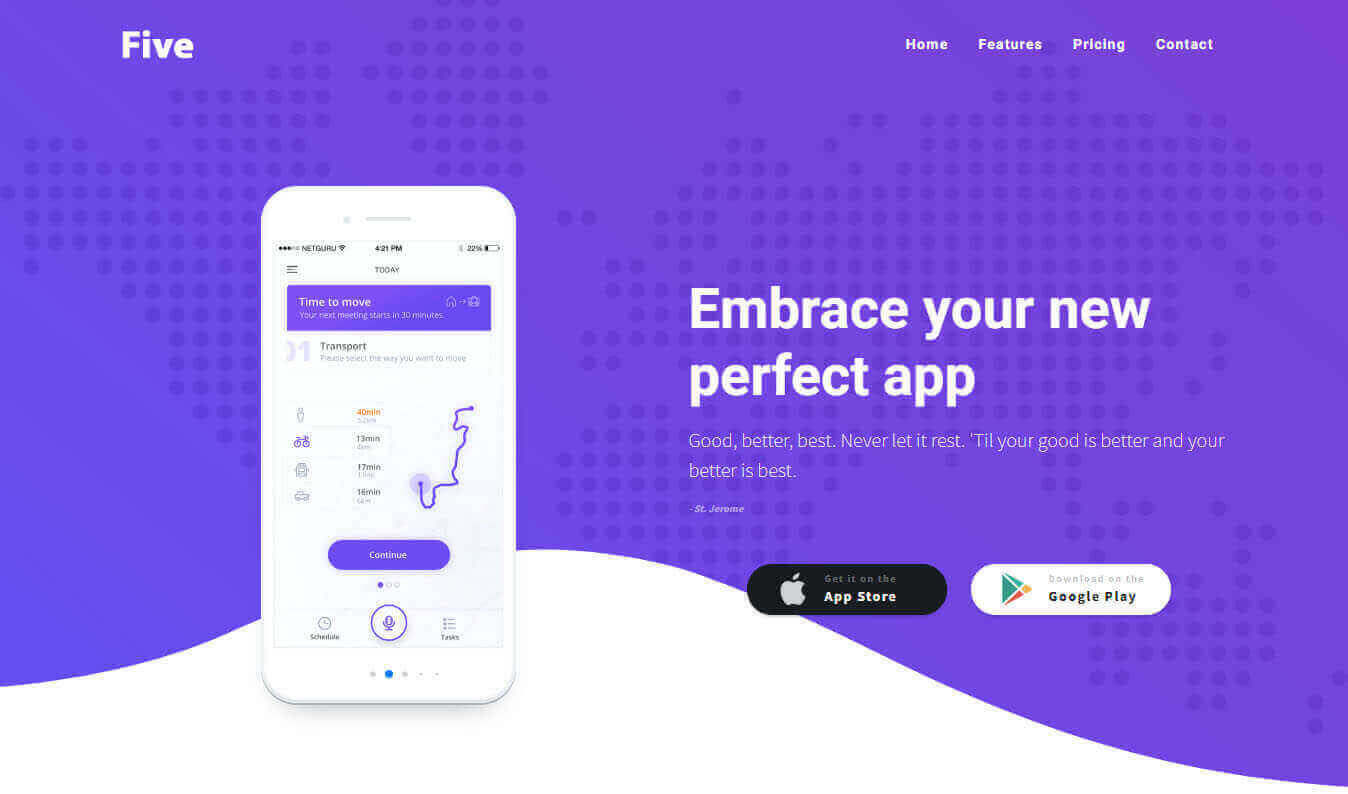 Five
Home Features Pricing Contact
NETGURU 4:21 PM 22%
TODAY
Time to move
Your next meeting starts in 30 minutes.
01 Transport
Please select the way you want to move
40min
13min
17min
16min
Continue
Schedule Tasks
Embrace your new
perfect app
Good, better, best. Never let it rest. 'Til your good is better and your
better is best.
- St. Jerome
Get it on the
App Store
Download on the
Google Play